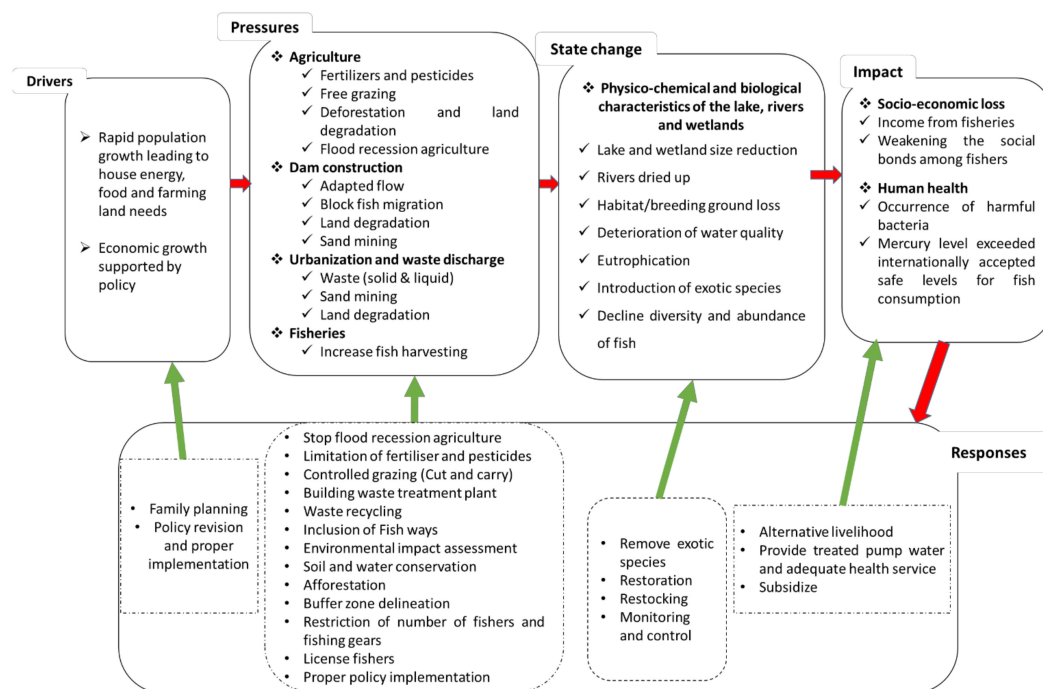 Drivers
➢ Rapid population
growth leading to
house energy,
food and farming
land needs
➢ Economic growth
supported by
policy
Pressures
❖ Agriculture
✓ Fertilizers and pesticides
✓ Free grazing
✓ Deforestation and land
degradation
✓ Flood recession agriculture
❖ Dam construction
✓ Adapted flow
✓ Block fish migration
✓ Land degradation
✓ Sand mining
❖ Urbanization and waste discharge
✓ Waste (solid & liquid)
✓ Sand mining
✓ Land degradation
❖ Fisheries
✓ Increase fish harvesting
State change
❖ Physico-chemical and biological
characteristics of the lake, rivers
and wetlands
✓ Lake and wetland size reduction
✓ Rivers dried up
✓ Habitat/breeding ground loss
✓ Deterioration of water quality
✓ Eutrophication
✓ Introduction of exotic species
✓ Decline diversity and abundance
of fish
Impact
❖ Socio-economic loss
✓ Income from fisheries
✓ Weakening the social
bonds among fishers
❖ Human health
✓ Occurrence of harmful
bacteria
✓ Mercury level exceeded
internationally accepted
safe levels for fish
consumption
Responses
• Family planning
• Policy revision
and proper
implementation
• Stop flood recession agriculture
• Limitation of fertiliser and pesticides
• Controlled grazing (Cut and carry)
• Building waste treatment plant
• Waste recycling
• Inclusion of Fish ways
• Environmental impact assessment
• Soil and water conservation
• Afforestation
• Buffer zone delineation
• Restriction of number of fishers and
fishing gears
• License fishers
• Proper policy implementation
• Remove exotic
species
• Restoration
• Restocking
• Monitoring
and control
• Alternative livelihood
• Provide treated pump water
and adequate health service
• Subsidize